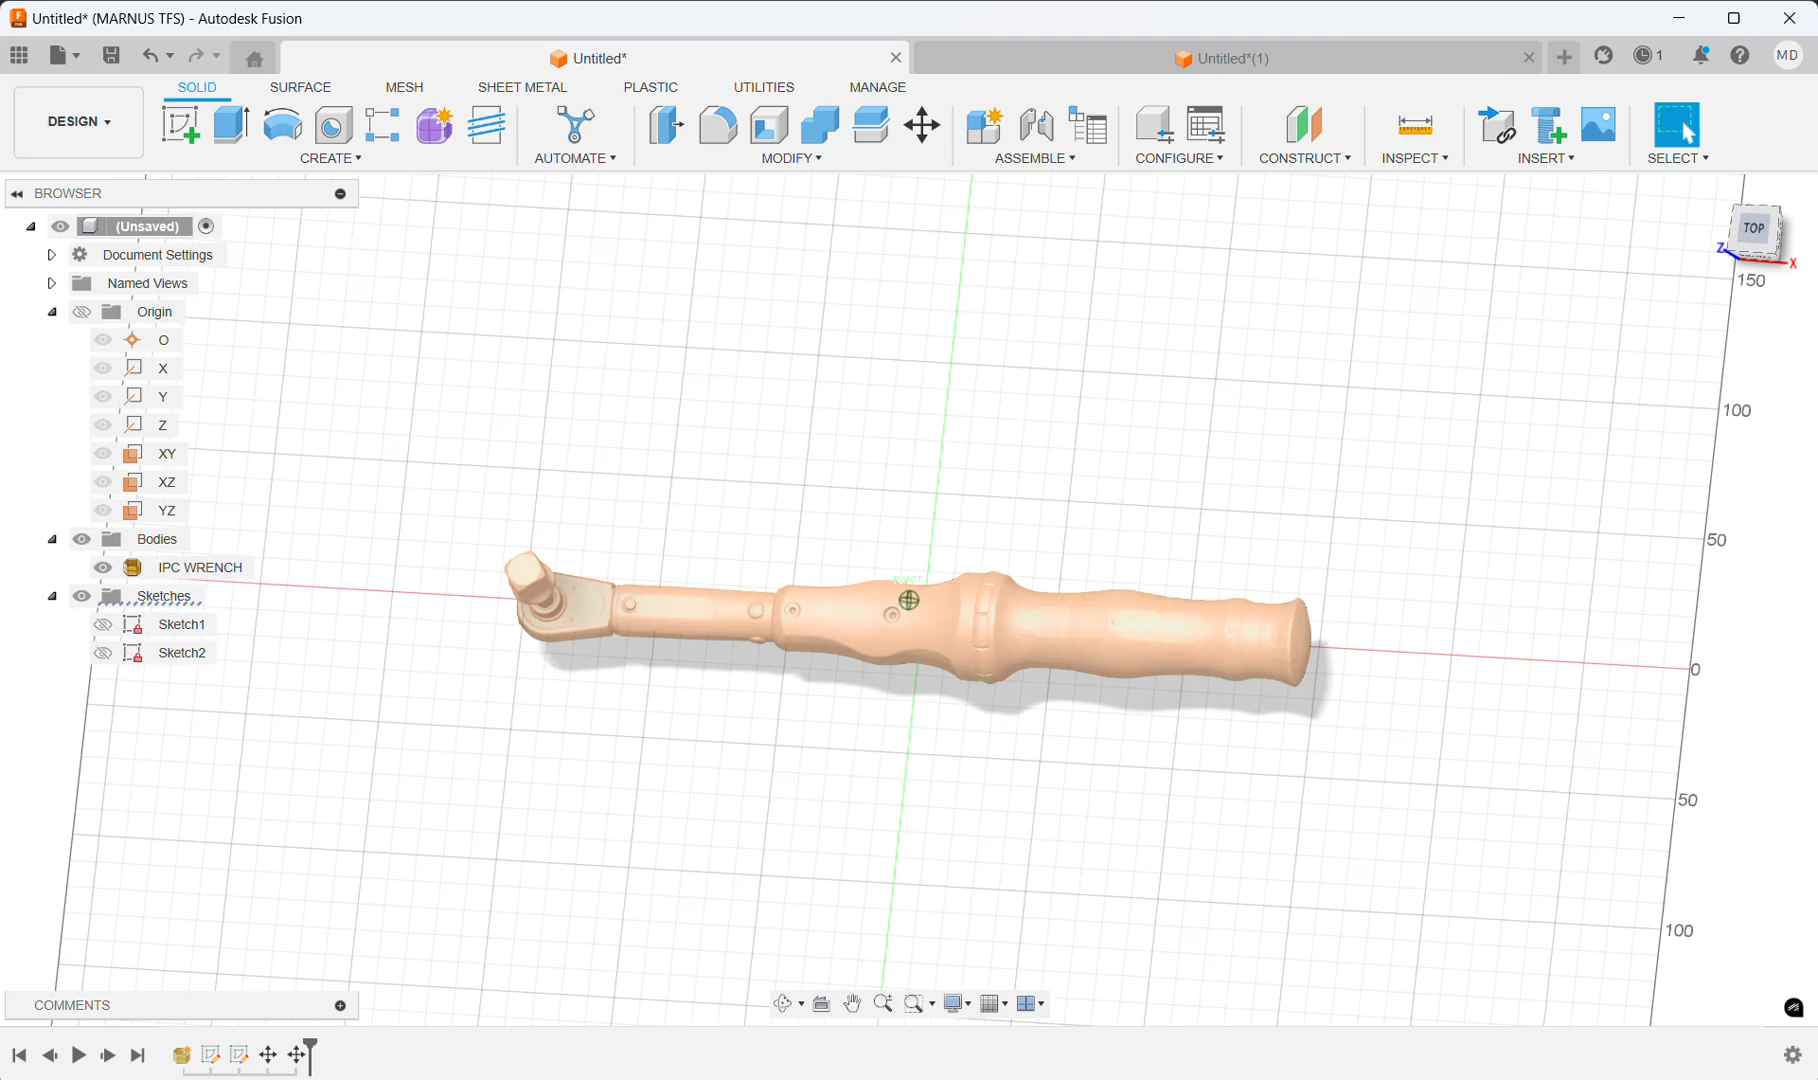 Untitled* (MARNUS TFS) - Autodesk Fusion
Untitled*
Untitled*(1)
1
MD
SOLID
SURFACE
MESH
SHEET METAL
PLASTIC
UTILITIES
MANAGE
DESIGN
CREATE
AUTOMATE
MODIFY
ASSEMBLE
CONFIGURE
CONSTRUCT
INSPECT
INSERT
SELECT
BROWSER
(Unsaved)
Document Settings
Named Views
Origin
O
X
Y
Z
XY
XZ
YZ
Bodies
IPC WRENCH
Sketches
Sketch1
Sketch2
TOP
Z
X
150
100
50
0
50
100
COMMENTS